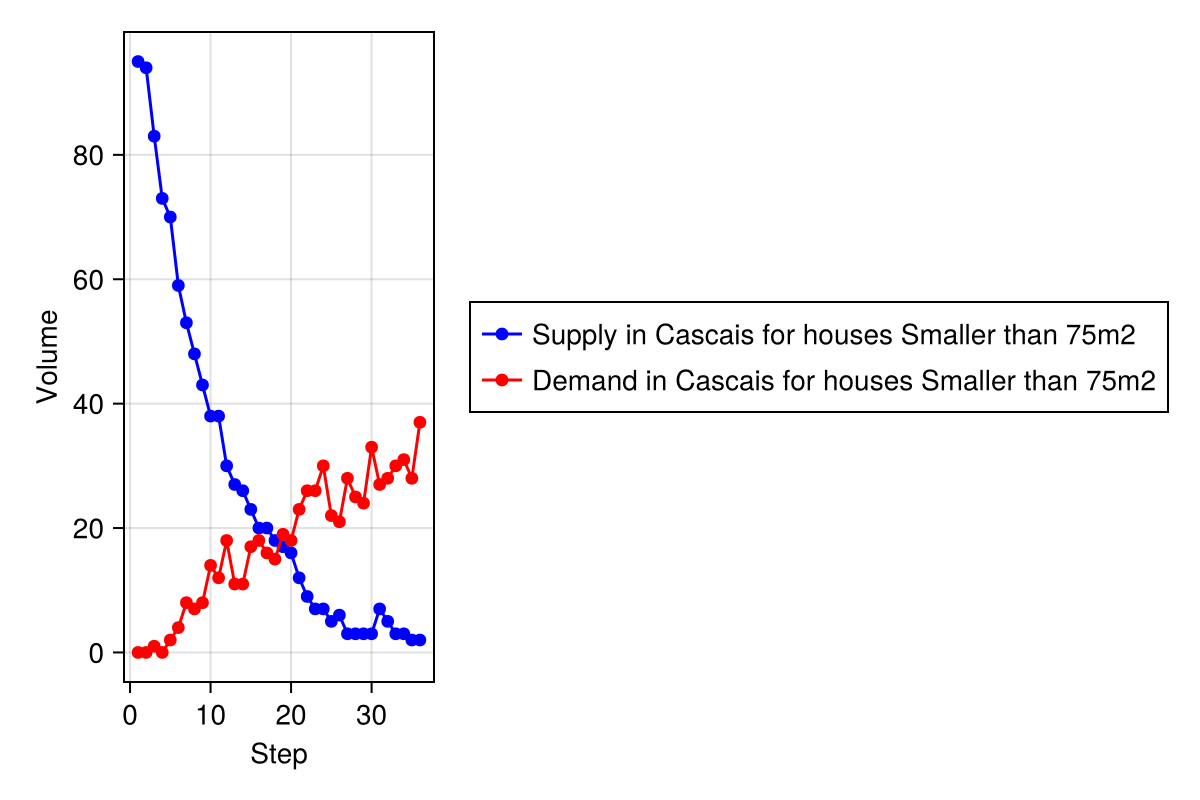 80
60
40
20
0
Volume
0 10 20 30
Step
Supply in Cascais for houses Smaller than 75m2
Demand in Cascais for houses Smaller than 75m2